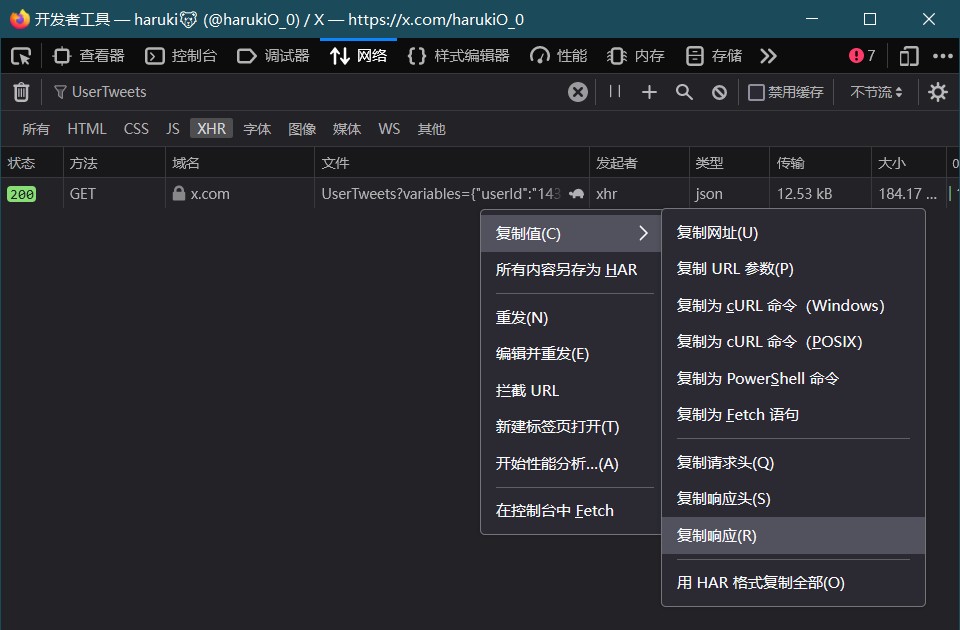 开发者工具 — haruki🐯 (@harukiO_0) / X — https://x.com/harukiO_0
查看器 控制台 调试器 网络 样式编辑器 性能 内存 存储 7
UserTweets 禁用缓存 不节流
所有 HTML CSS JS XHR 字体 图像 媒体 WS 其他
状态 方法 域名 文件 发起者 类型 传输 大小 0
200 GET x.com UserTweets?variables={"userId":"143 xhr json 12.53 kB 184.17 ... 1
复制值(C)
所有内容另存为 HAR
重发(N)
编辑并重发(E)
拦截 URL
新建标签页打开(T)
开始性能分析...(A)
在控制台中 Fetch
复制网址(U)
复制 URL 参数(P)
复制为 cURL 命令（Windows）
复制为 cURL 命令（POSIX）
复制为 PowerShell 命令
复制为 Fetch 语句
复制请求头(Q)
复制响应头(S)
复制响应(R)
用 HAR 格式复制全部(O)